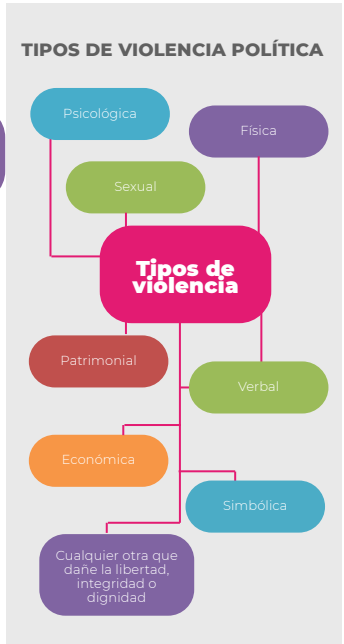 TIPOS DE VIOLENCIA POLÍTICA
Psicológica
Física
Sexual
Tipos de
violencia
Patrimonial
Verbal
Económica
Simbólica
Cualquier otra que
dañe la libertad,
integridad o
dignidad